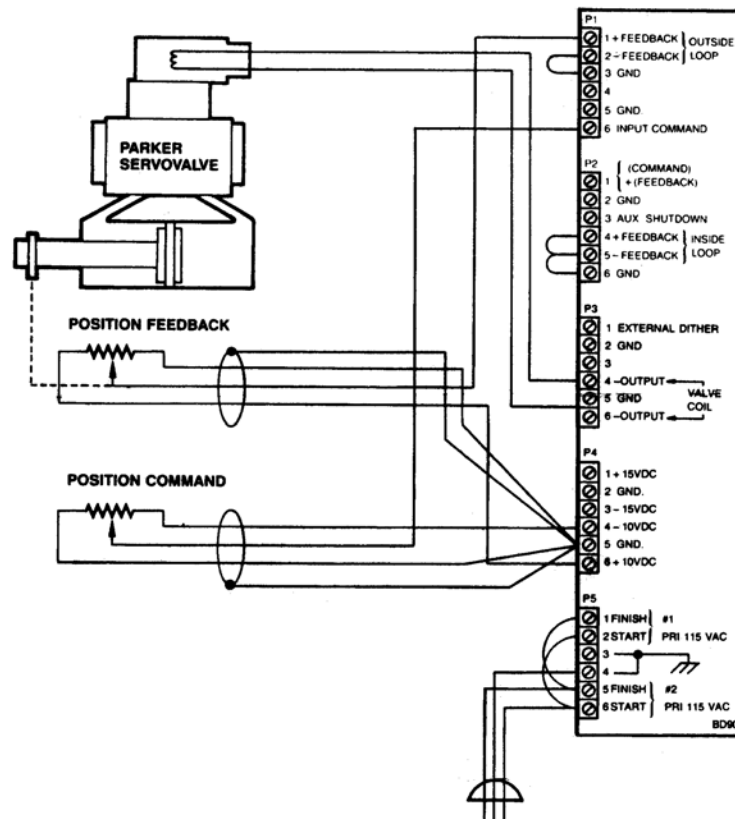 PARKER
SERVOVALVE
POSITION FEEDBACK
POSITION COMMAND
P1
1 + FEEDBACK
OUTSIDE
2 – FEEDBACK
LOOP
3 GND
4
5 GND.
6 INPUT COMMAND
P2
(COMMAND)
1 + (FEEDBACK)
2 GND
3 AUX SHUTDOWN
4 + FEEDBACK
INSIDE
5 – FEEDBACK
LOOP
6 GND
P3
1 EXTERNAL DITHER
2 GND
3
4 –OUTPUT
VALVE
5 GND
COIL
6 –OUTPUT
P4
1 + 15VDC
2 GND.
3 – 15VDC
4 – 10VDC
5 GND.
6 + 10VDC
P5
1 FINISH #1
2 START PRI 115 VAC
3
4
5 FINISH #2
6 START PRI 115 VAC